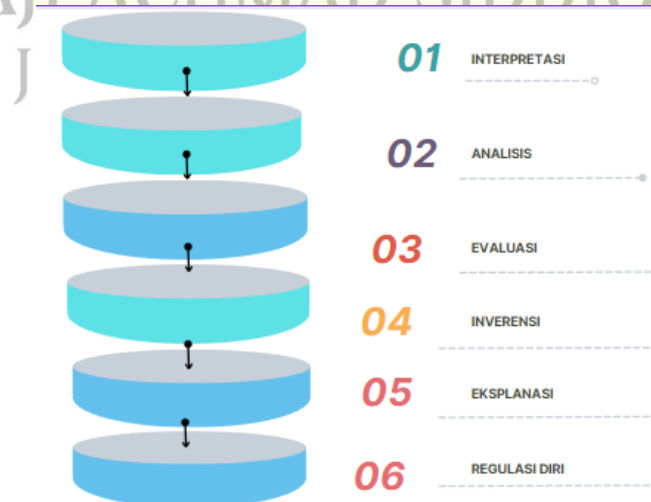 01 INTERPRETASI
02 ANALISIS
03 EVALUASI
04 INVERENSI
05 EKSPLANASI
06 REGULASI DIRI